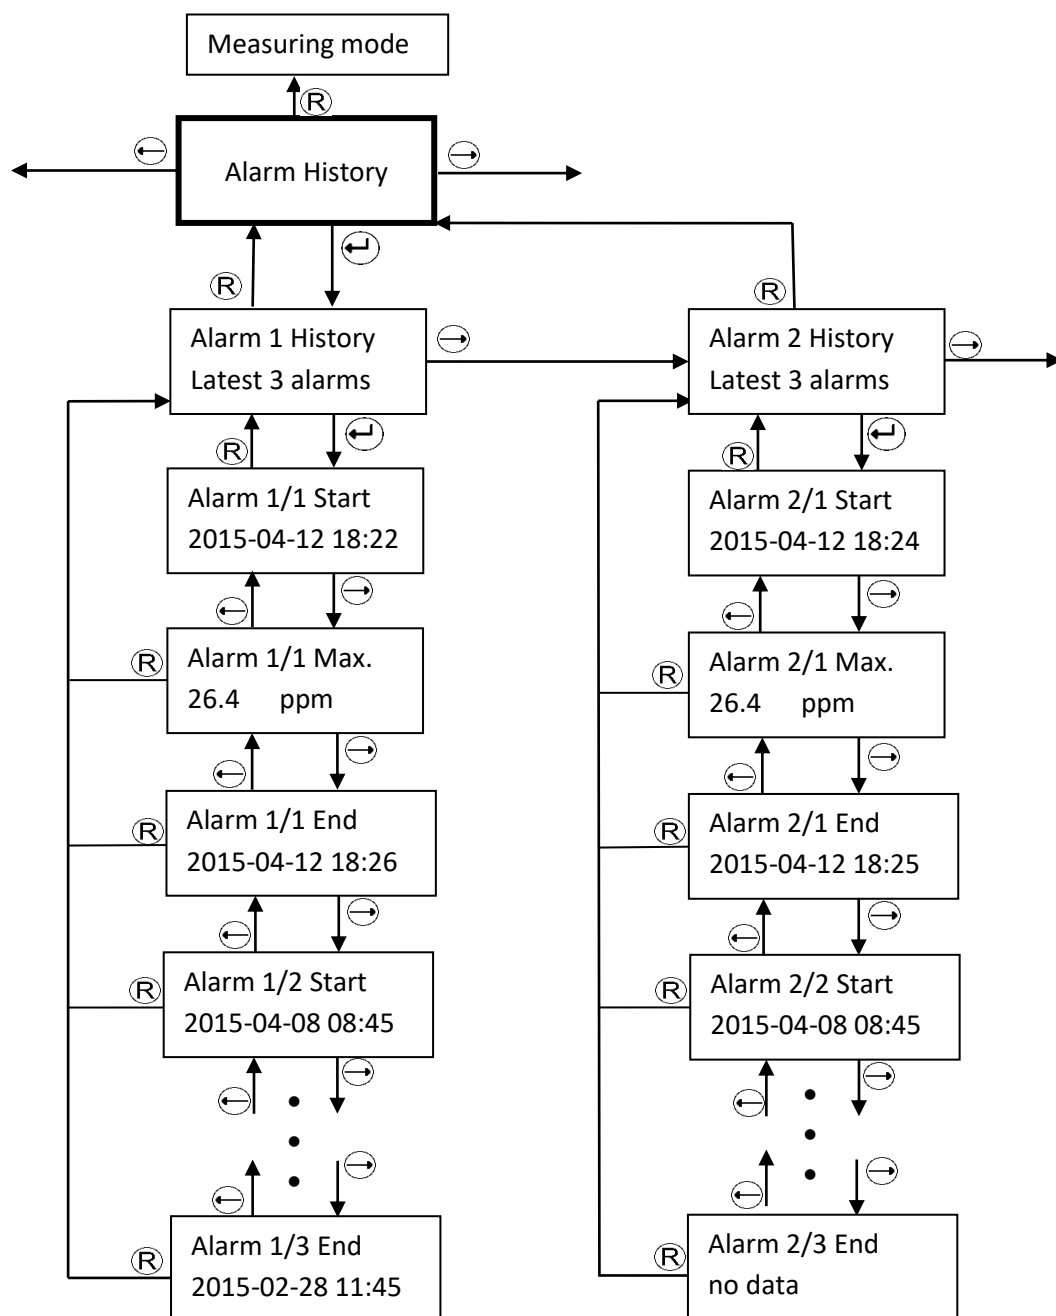 Measuring mode
R
Alarm History
R
R
Alarm 1 History
Latest 3 alarms
Alarm 2 History
Latest 3 alarms
R
R
Alarm 1/1 Start
2015-04-12 18:22
Alarm 2/1 Start
2015-04-12 18:24
R
Alarm 1/1 Max.
26.4 ppm
R
Alarm 2/1 Max.
26.4 ppm
R
Alarm 1/1 End
2015-04-12 18:26
R
Alarm 2/1 End
2015-04-12 18:25
R
Alarm 1/2 Start
2015-04-08 08:45
R
Alarm 2/2 Start
2015-04-08 08:45
R
Alarm 1/3 End
2015-02-28 11:45
R
Alarm 2/3 End
no data